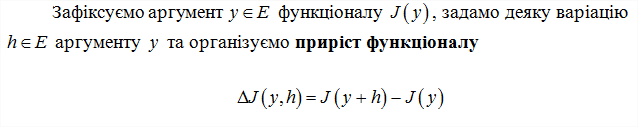 Зафіксуємо аргумент y ∈ E функціоналу J(y), задамо деяку варіацію
h ∈ E аргументу y та організуємо приріст функціоналу
ΔJ(y,h) = J(y+h) − J(y)